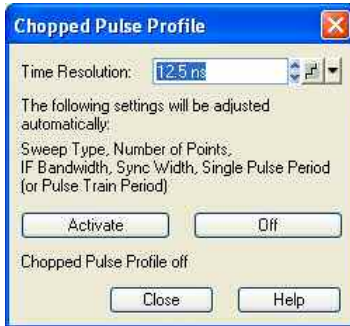 Chopped Pulse Profile
Time Resolution: 12.5 ns
The following settings will be adjusted
automatically:
Sweep Type, Number of Points,
IF Bandwidth, Sync Width, Single Pulse Period
(or Pulse Train Period)
Activate Off
Chopped Pulse Profile off
Close Help